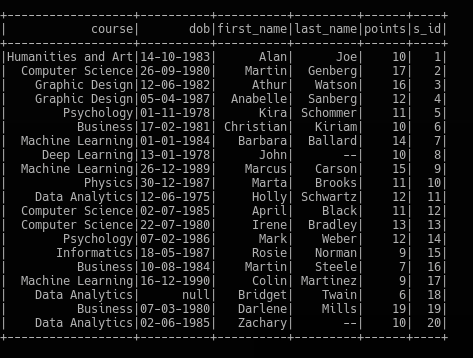 +------------------+----------+----------+---------+------+----+
|            course|       dob|first_name|last_name|points|s_id|
+------------------+----------+----------+---------+------+----+
|Humanities and Art|14-10-1983|      Alan|      Joe|    10|   1|
|  Computer Science|26-09-1980|    Martin|  Genberg|    17|   2|
|    Graphic Design|12-06-1982|     Athur|   Watson|    16|   3|
|    Graphic Design|05-04-1987|  Anabelle|  Sanberg|    12|   4|
|        Psychology|01-11-1978|      Kira| Schommer|    11|   5|
|          Business|17-02-1981| Christian|   Kiriam|    10|   6|
|  Machine Learning|01-01-1984|   Barbara|  Ballard|    14|   7|
|     Deep Learning|13-01-1978|      John|       --|    10|   8|
|  Machine Learning|26-12-1989|    Marcus|   Carson|    15|   9|
|           Physics|30-12-1987|     Marta|   Brooks|    11|  10|
|    Data Analytics|12-06-1975|     Holly| Schwartz|    12|  11|
|  Computer Science|02-07-1985|     April|    Black|    11|  12|
|  Computer Science|22-07-1980|     Irene|  Bradley|    13|  13|
|        Psychology|07-02-1986|      Mark|    Weber|    12|  14|
|       Informatics|18-05-1987|     Rosie|   Norman|     9|  15|
|          Business|10-08-1984|    Martin|   Steele|     7|  16|
|  Machine Learning|16-12-1990|     Colin| Martinez|     9|  17|
|    Data Analytics|      null|   Bridget|    Twain|     6|  18|
|          Business|07-03-1980|   Darlene|    Mills|    19|  19|
|    Data Analytics|02-06-1985|   Zachary|       --|    10|  20|
+------------------+----------+----------+---------+------+----+